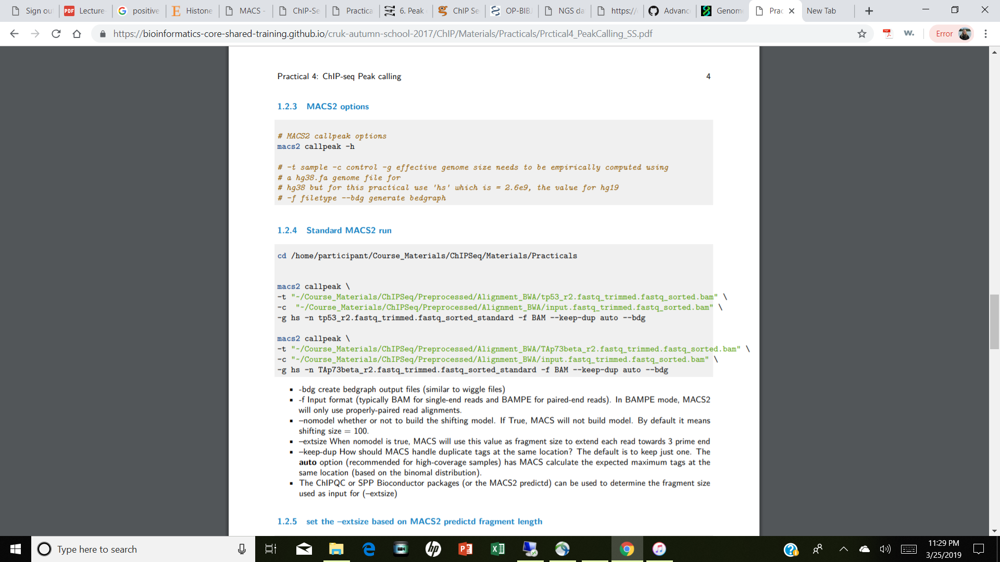 Sign ou
PDF Lecture-
positive
Histone
MACS -
ChIP-Se
Practica
6. Peak
ChIP Se
OP-BIB
NGS da
https://
Advanc
Genom
Prac
New Tab
https://bioinformatics-core-shared-training.github.io/cruk-autumn-school-2017/ChIP/Materials/Practicals/Prctical4_PeakCalling_SS.pdf
w.
Error
Practical 4: ChIP-seq Peak calling 4
1.2.3 MACS2 options
# MACS2 callpeak options
macs2 callpeak -h
# -t sample -c control -g effective genome size needs to be empirically computed using
# a hg38.fa genome file for
# hg38 but for this practical use 'hs' which is = 2.6e9, the value for hg19
# -f filetype --bdg generate bedgraph
1.2.4 Standard MACS2 run
cd /home/participant/Course_Materials/ChIPSeq/Materials/Practicals
macs2 callpeak \
-t "~/Course_Materials/ChIPSeq/Preprocessed/Alignment_BWA/tp53_r2.fastq_trimmed.fastq_sorted.bam" \
-c "~/Course_Materials/ChIPSeq/Preprocessed/Alignment_BWA/input.fastq_trimmed.fastq_sorted.bam" \
-g hs -n tp53_r2.fastq_trimmed.fastq_sorted_standard -f BAM --keep-dup auto --bdg
macs2 callpeak \
-t "~/Course_Materials/ChIPSeq/Preprocessed/Alignment_BWA/TAp73beta_r2.fastq_trimmed.fastq_sorted.bam" \
-c "~/Course_Materials/ChIPSeq/Preprocessed/Alignment_BWA/input.fastq_trimmed.fastq_sorted.bam" \
-g hs -n TAp73beta_r2.fastq_trimmed.fastq_sorted_standard -f BAM --keep-dup auto --bdg
▪ -bdg create bedgraph output files (similar to wiggle files)
▪ -f Input format (typically BAM for single-end reads and BAMPE for paired-end reads). In BAMPE mode, MACS2
will only use properly-paired read alignments.
▪ –nomodel whether or not to build the shifting model. If True, MACS will not build model. By default it means
shifting size = 100.
▪ –extsize When nomodel is true, MACS will use this value as fragment size to extend each read towards 3 prime end
▪ –keep-dup How should MACS handle duplicate tags at the same location? The default is to keep just one. The
auto option (recommended for high-coverage samples) has MACS calculate the expected maximum tags at the
same location (based on the binomal distribution).
▪ The ChIPQC or SPP Bioconductor packages (or the MACS2 predictd) can be used to determine the fragment size
used as input for (–extsize)
1.2.5 set the –extsize based on MACS2 predictd fragment length
Type here to search
11:29 PM
3/25/2019